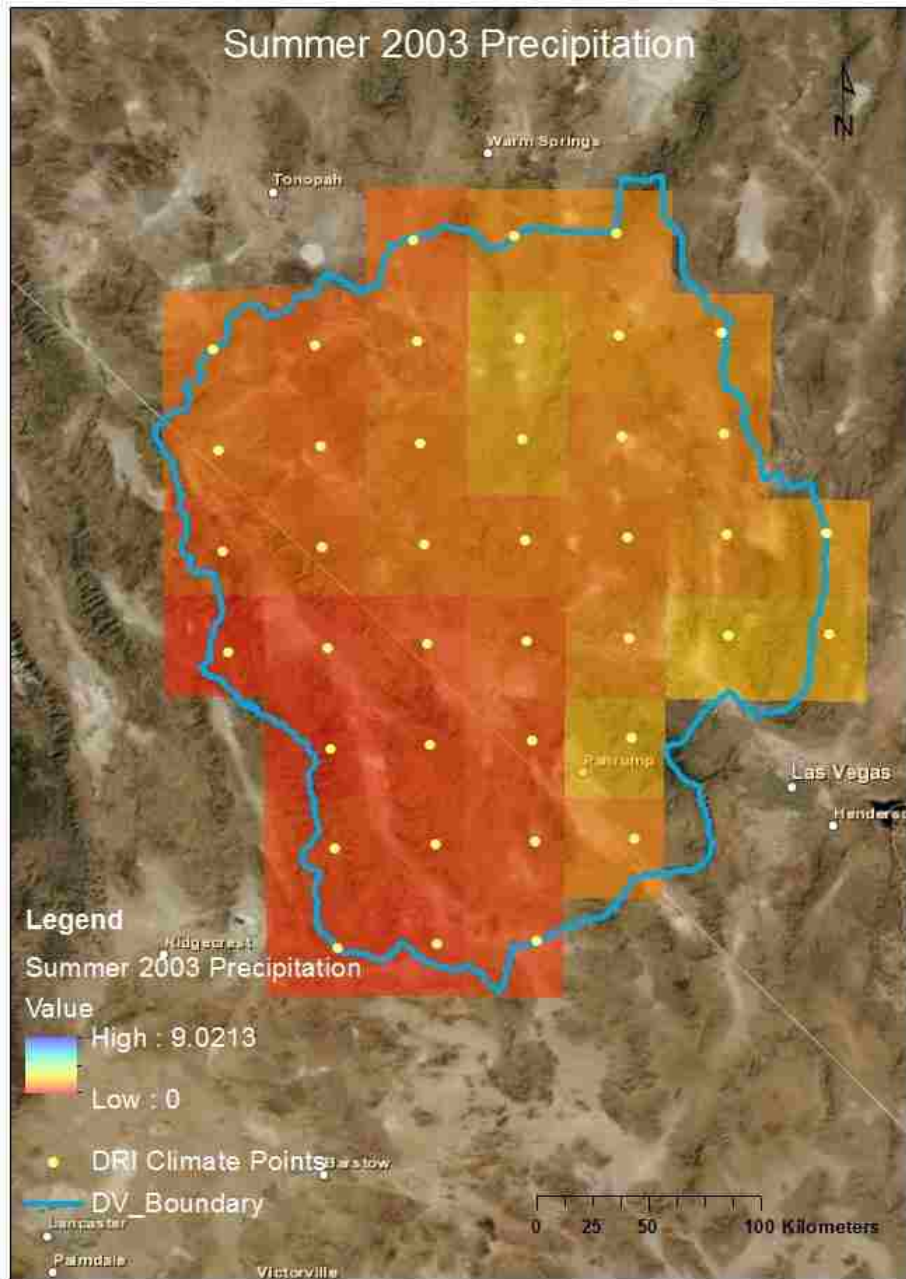 Summer 2003 Precipitation
N
Warm Springs
Tonopah
Pahrump
Las Vegas
Legend
Ridgecrest
Summer 2003 Precipitation
Value
High : 9.0213
Low : 0
DRI Climate Points
Barstow
DV_Boundary
0 25 50 100 Kilometers
Lancaster
Palmdale
Victorville